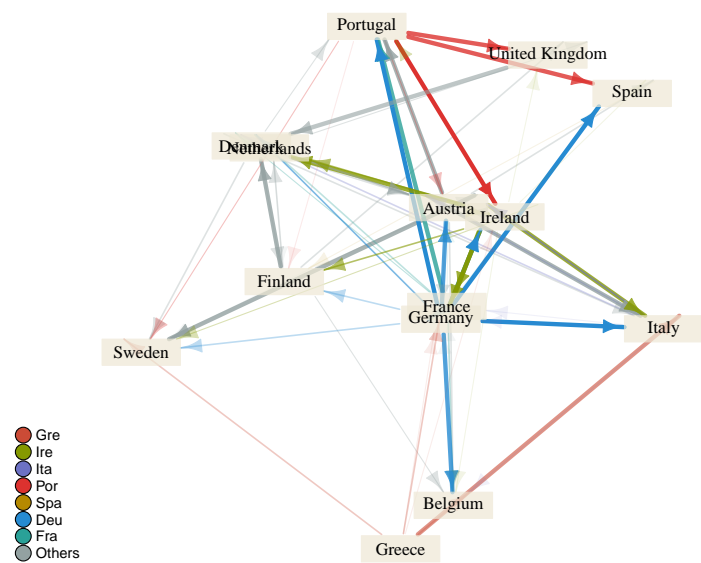 Portugal
United Kingdom
Spain
Denmark
Netherlands
Austria
Ireland
Finland
France
Germany
Italy
Sweden
Belgium
Greece
Gre
Ire
Ita
Por
Spa
Deu
Fra
Others